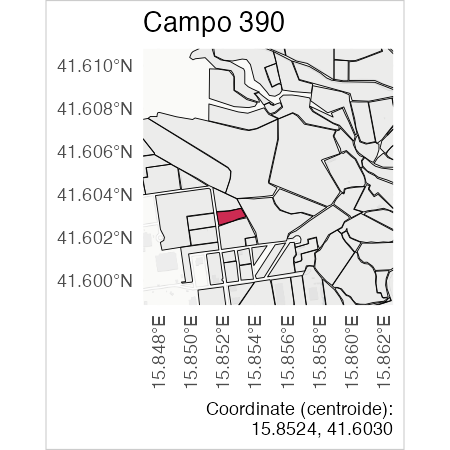 Campo 390
41.610°N
41.608°N
41.606°N
41.604°N
41.602°N
41.600°N
15.848°E
15.850°E
15.852°E
15.854°E
15.856°E
15.858°E
15.860°E
15.862°E
Coordinate (centroide):
15.8524, 41.6030